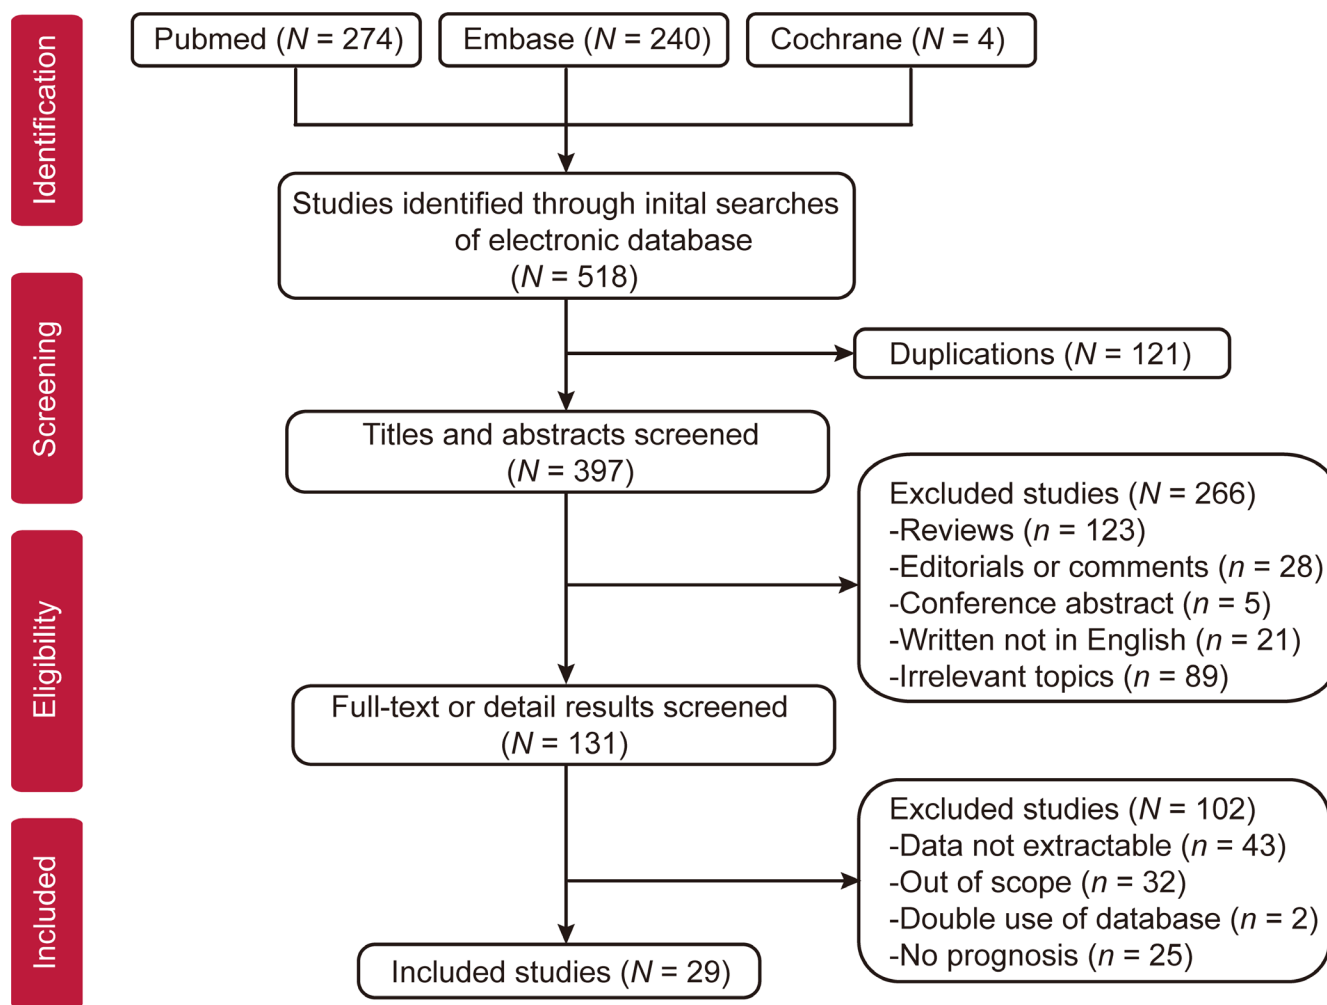 Identification
Pubmed (N = 274)
Embase (N = 240)
Cochrane (N = 4)
Studies identified through inital searches
of electronic database
(N = 518)
Screening
Duplications (N = 121)
Titles and abstracts screened
(N = 397)
Eligibility
Excluded studies (N = 266)
-Reviews (n = 123)
-Editorials or comments (n = 28)
-Conference abstract (n = 5)
-Written not in English (n = 21)
-Irrelevant topics (n = 89)
Full-text or detail results screened
(N = 131)
Included
Excluded studies (N = 102)
-Data not extractable (n = 43)
-Out of scope (n = 32)
-Double use of database (n = 2)
-No prognosis (n = 25)
Included studies (N = 29)